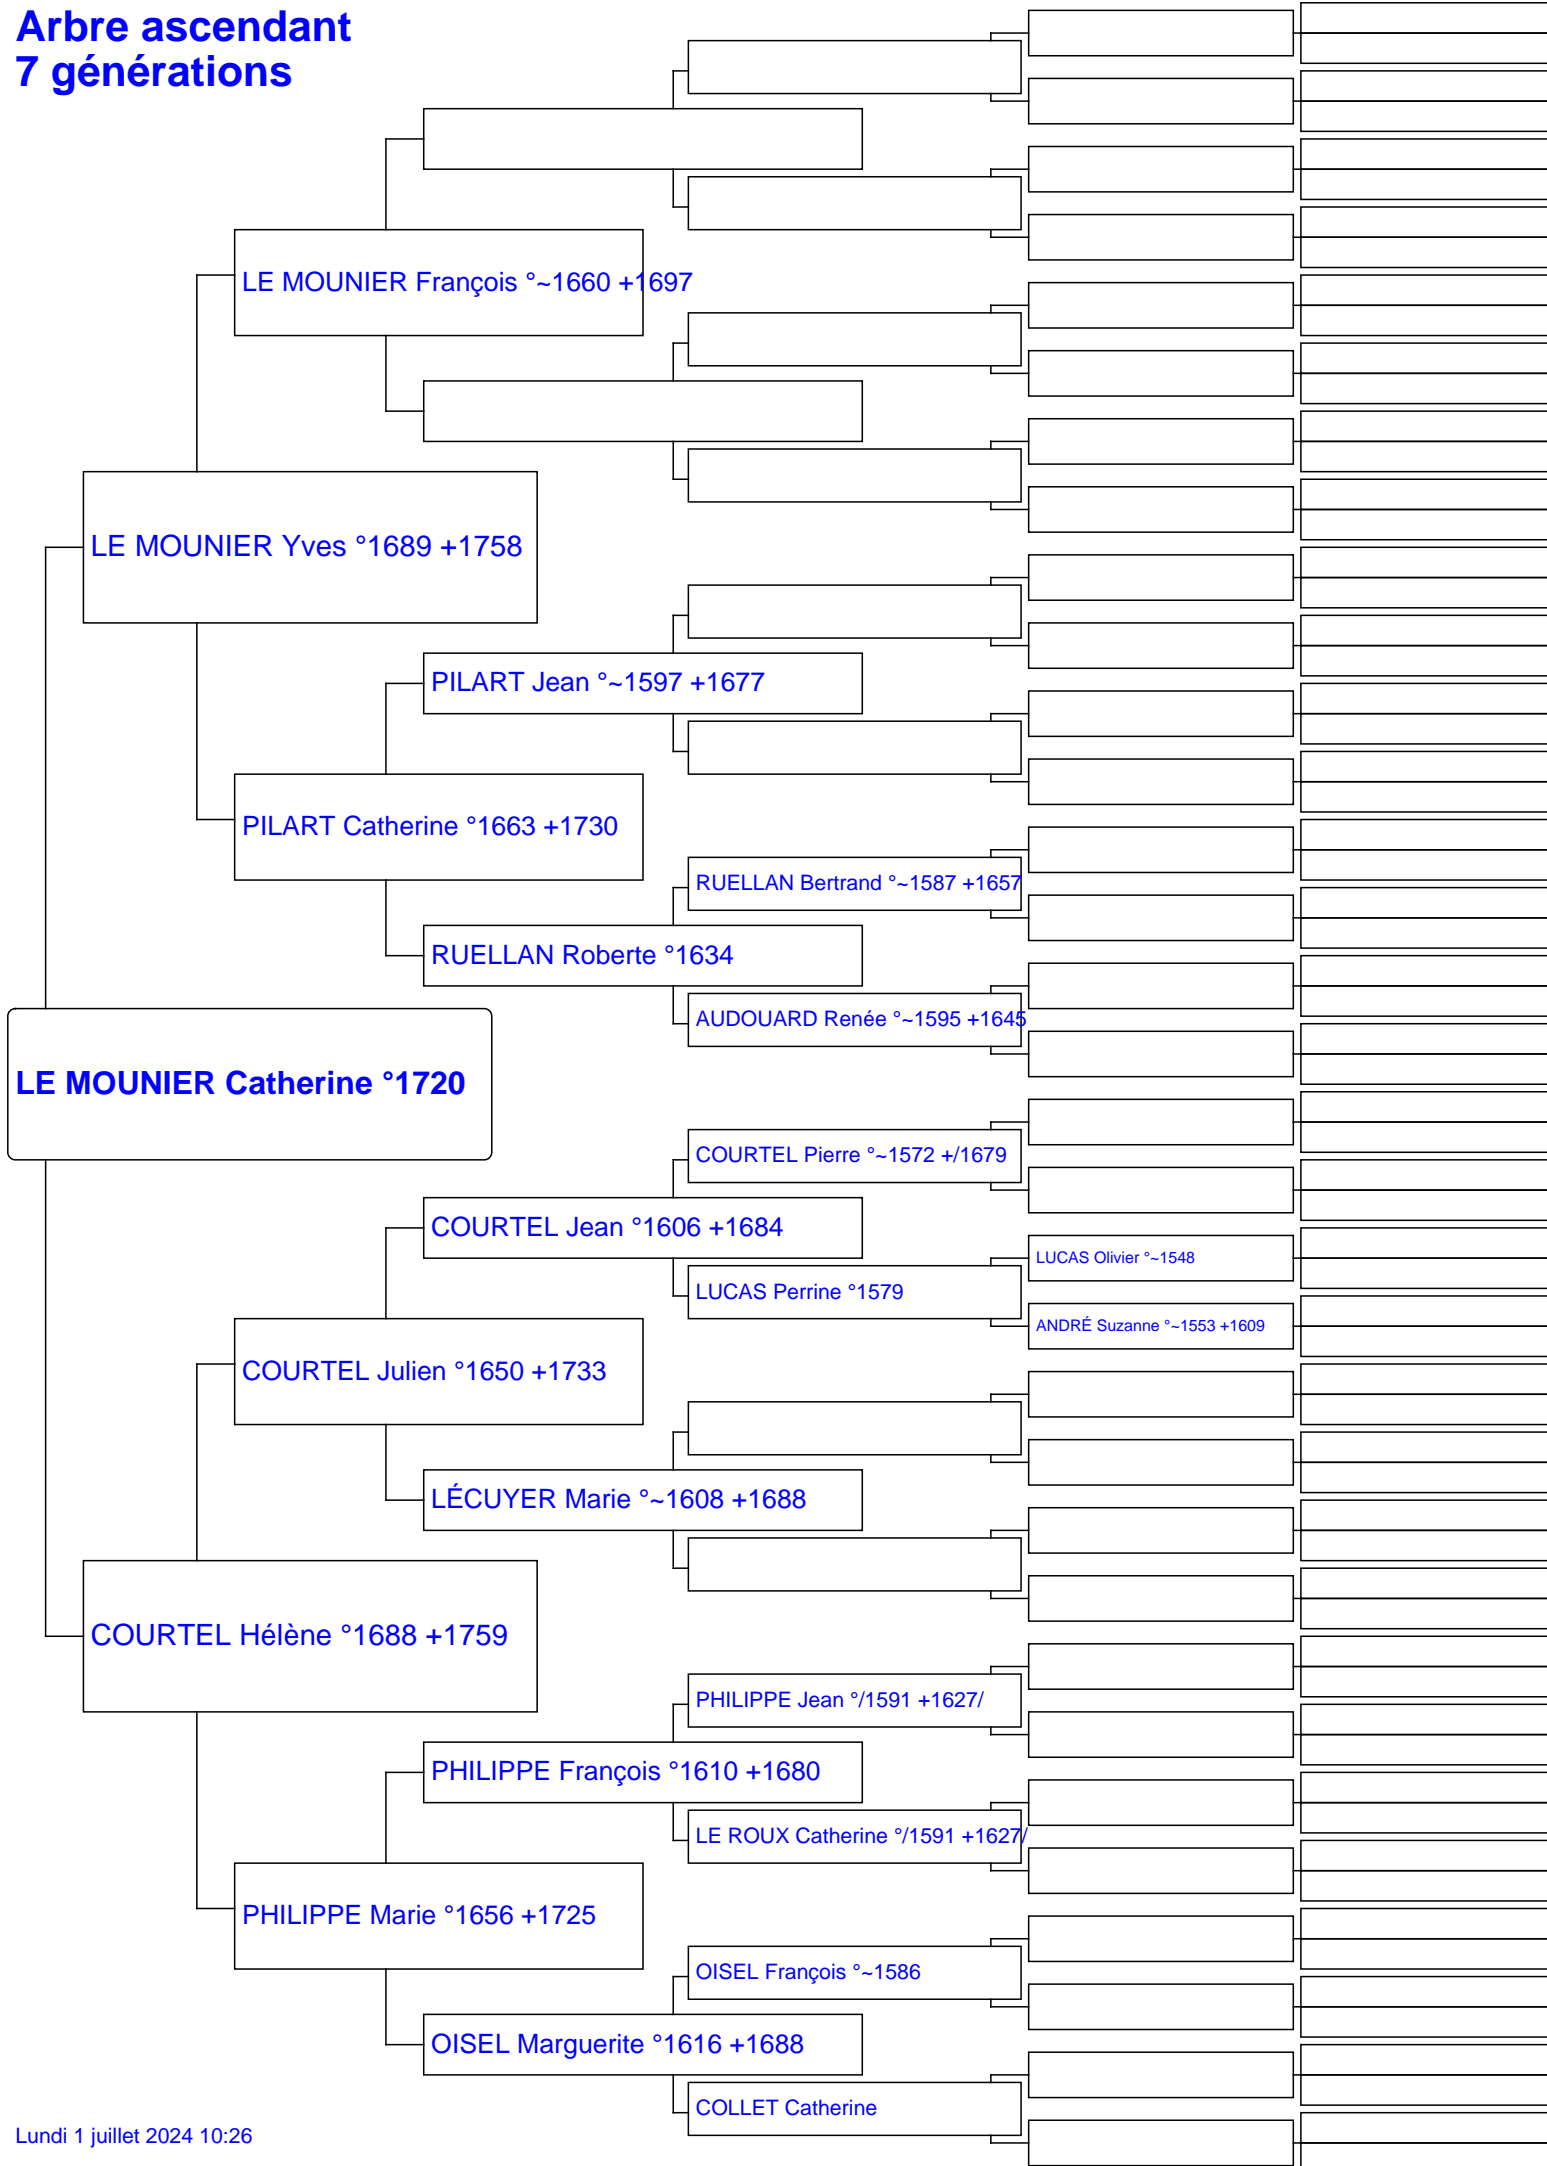 Arbre ascendant
7 générations
LE MOUNIER François °~1660 +1697
LE MOUNIER Yves °1689 +1758
PILART Jean °~1597 +1677
PILART Catherine °1663 +1730
RUELLAN Bertrand °~1587 +1657
RUELLAN Roberte °1634
AUDOUARD Renée °~1595 +1645
LE MOUNIER Catherine °1720
COURTEL Pierre °~1572 +/1679
COURTEL Jean °1606 +1684
LUCAS Olivier °~1548
LUCAS Perrine °1579
ANDRÉ Suzanne °~1553 +1609
COURTEL Julien °1650 +1733
LÉCUYER Marie °~1608 +1688
COURTEL Hélène °1688 +1759
PHILIPPE Jean °/1591 +1627/
PHILIPPE François °1610 +1680
LE ROUX Catherine °/1591 +1627/
PHILIPPE Marie °1656 +1725
OISEL François °~1586
OISEL Marguerite °1616 +1688
COLLET Catherine
Lundi 1 juillet 2024 10:26